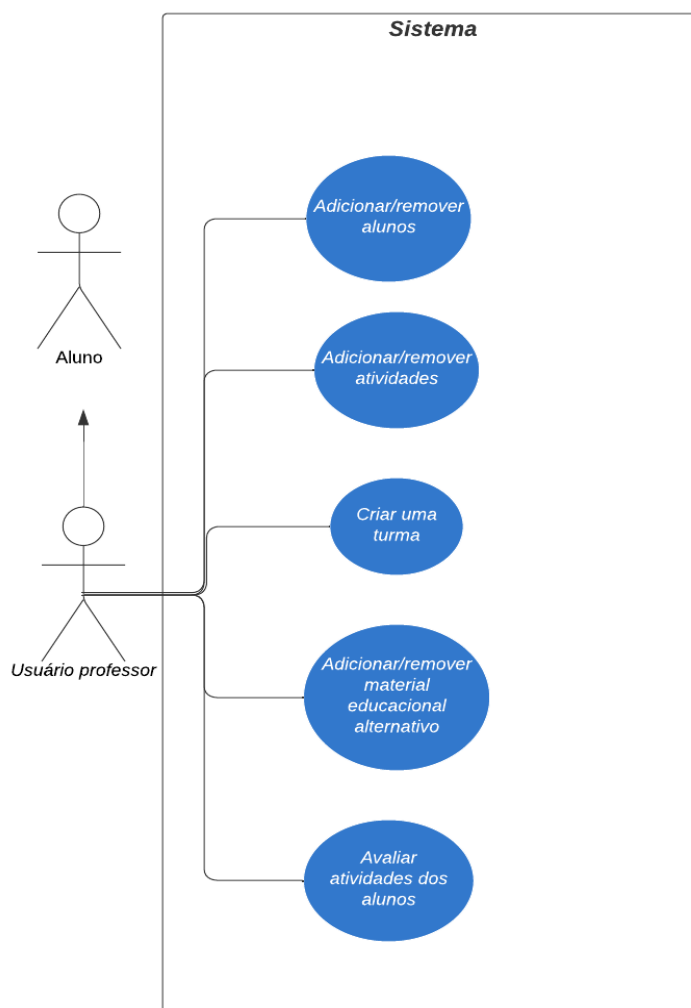 Sistema
Adicionar/remover
alunos
Aluno
Adicionar/remover
atividades
Criar uma
turma
Usuário professor
Adicionar/remover
material
educacional
alternativo
Avaliar
atividades dos
alunos